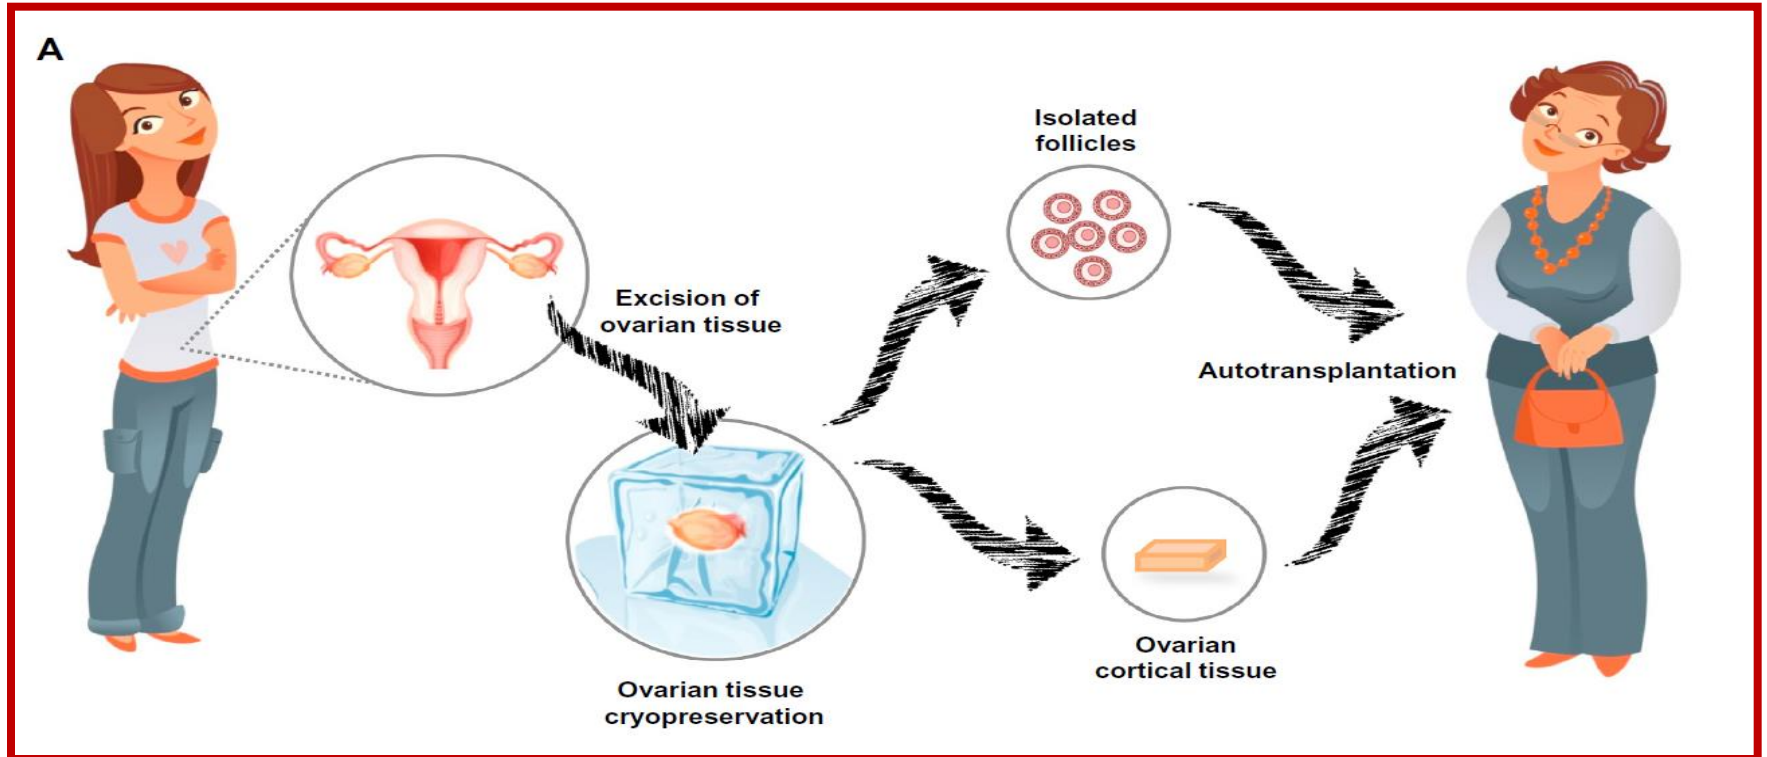 A
Isolated
follicles
Excision of
ovarian tissue
Autotransplantation
Ovarian
cortical tissue
Ovarian tissue
cryopreservation